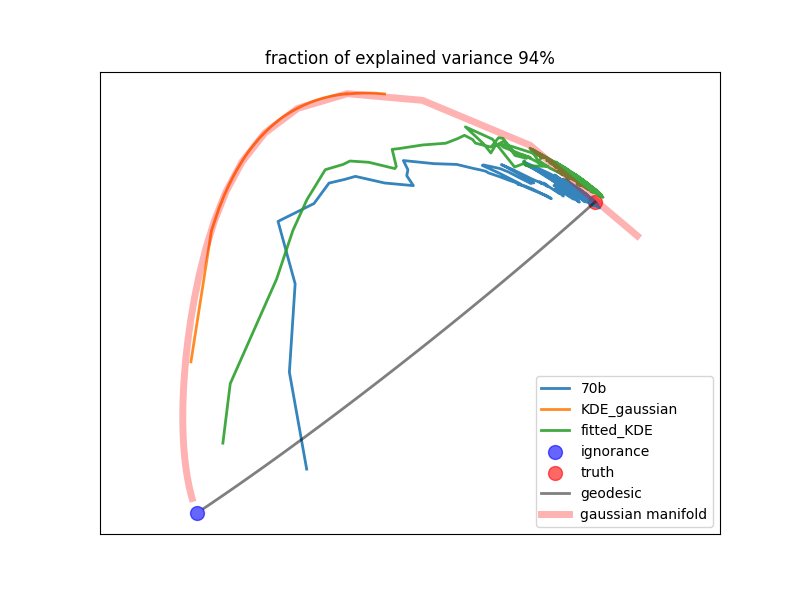 fraction of explained variance 94%
70b
KDE_gaussian
fitted_KDE
ignorance
truth
geodesic
gaussian manifold